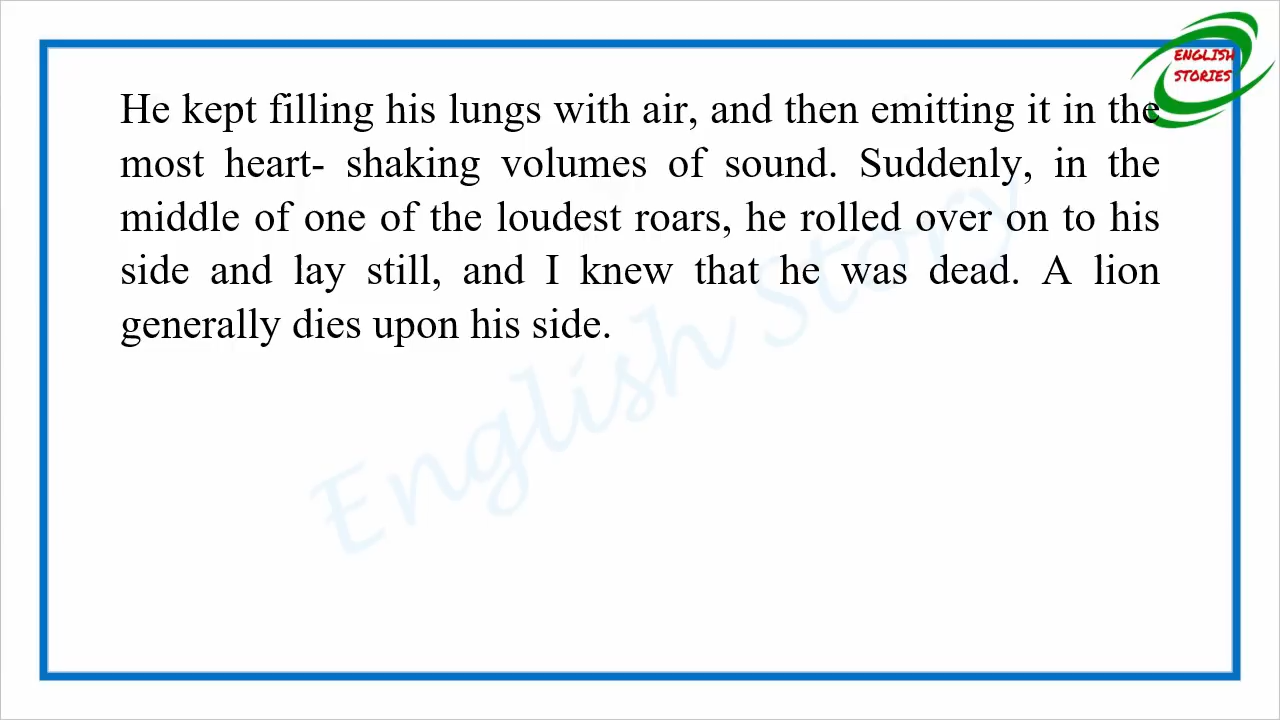 ENGLISH
STORIES
He kept filling his lungs with air, and then emitting it in the
most heart- shaking volumes of sound. Suddenly, in the
middle of one of the loudest roars, he rolled over on to his
side and lay still, and I knew that he was dead. A lion
generally dies upon his side.
English Story